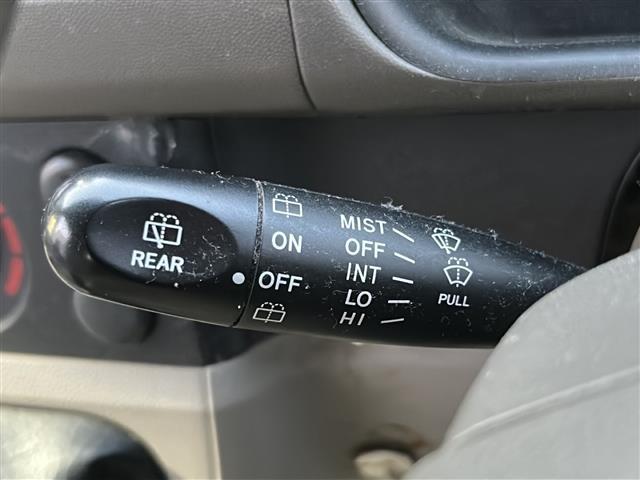 REAR
ON
OFF
MIST
OFF
INT
LO
HI
PULL